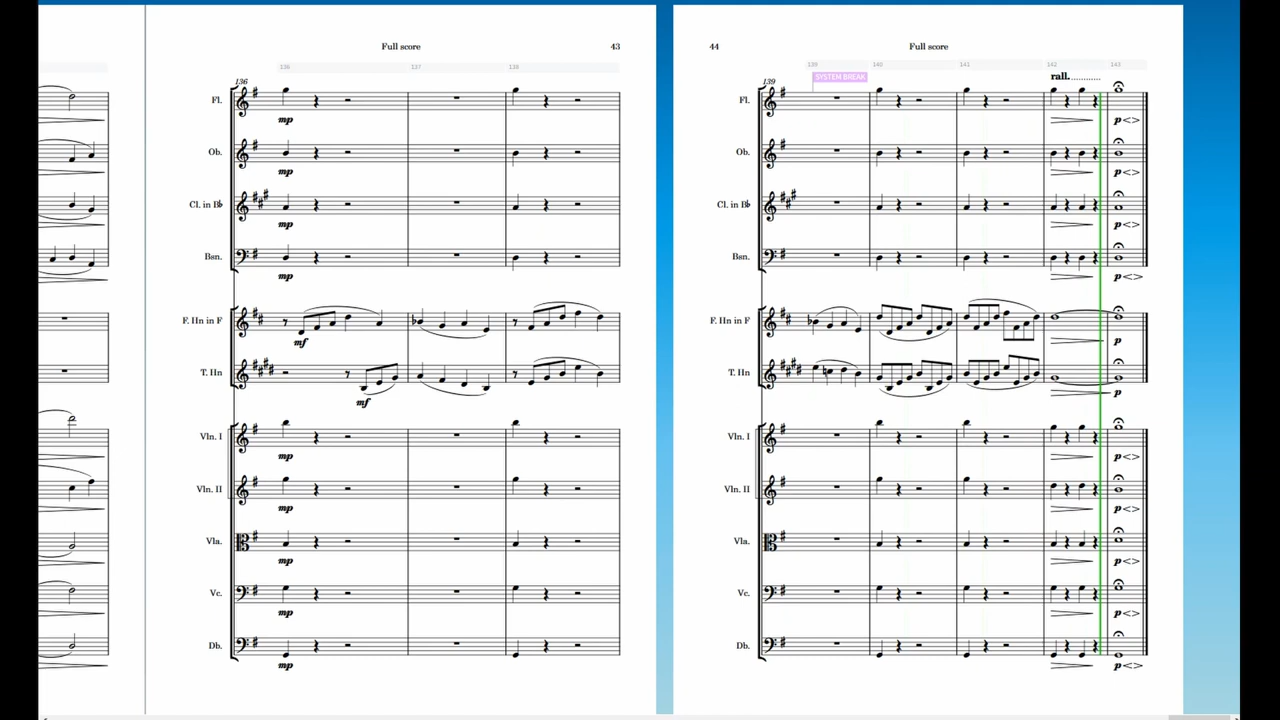 Full score 43
136 137 138
136
Fl.
mp
Ob.
mp
Cl. in B♭
mp
Bsn.
mp
F. Hn in F
mf
T. Hn
mf
Vln. I
mp
Vln. II
mp
Vla.
mp
Vc.
mp
Db.
mp
44 Full score
139 140 141 142 143
139 SYSTEM BREAK rall.
Fl.
p
Ob.
p
Cl. in B♭
p
Bsn.
p
F. Hn in F
p
T. Hn
p
Vln. I
p
Vln. II
p
Vla.
p
Vc.
p
Db.
p